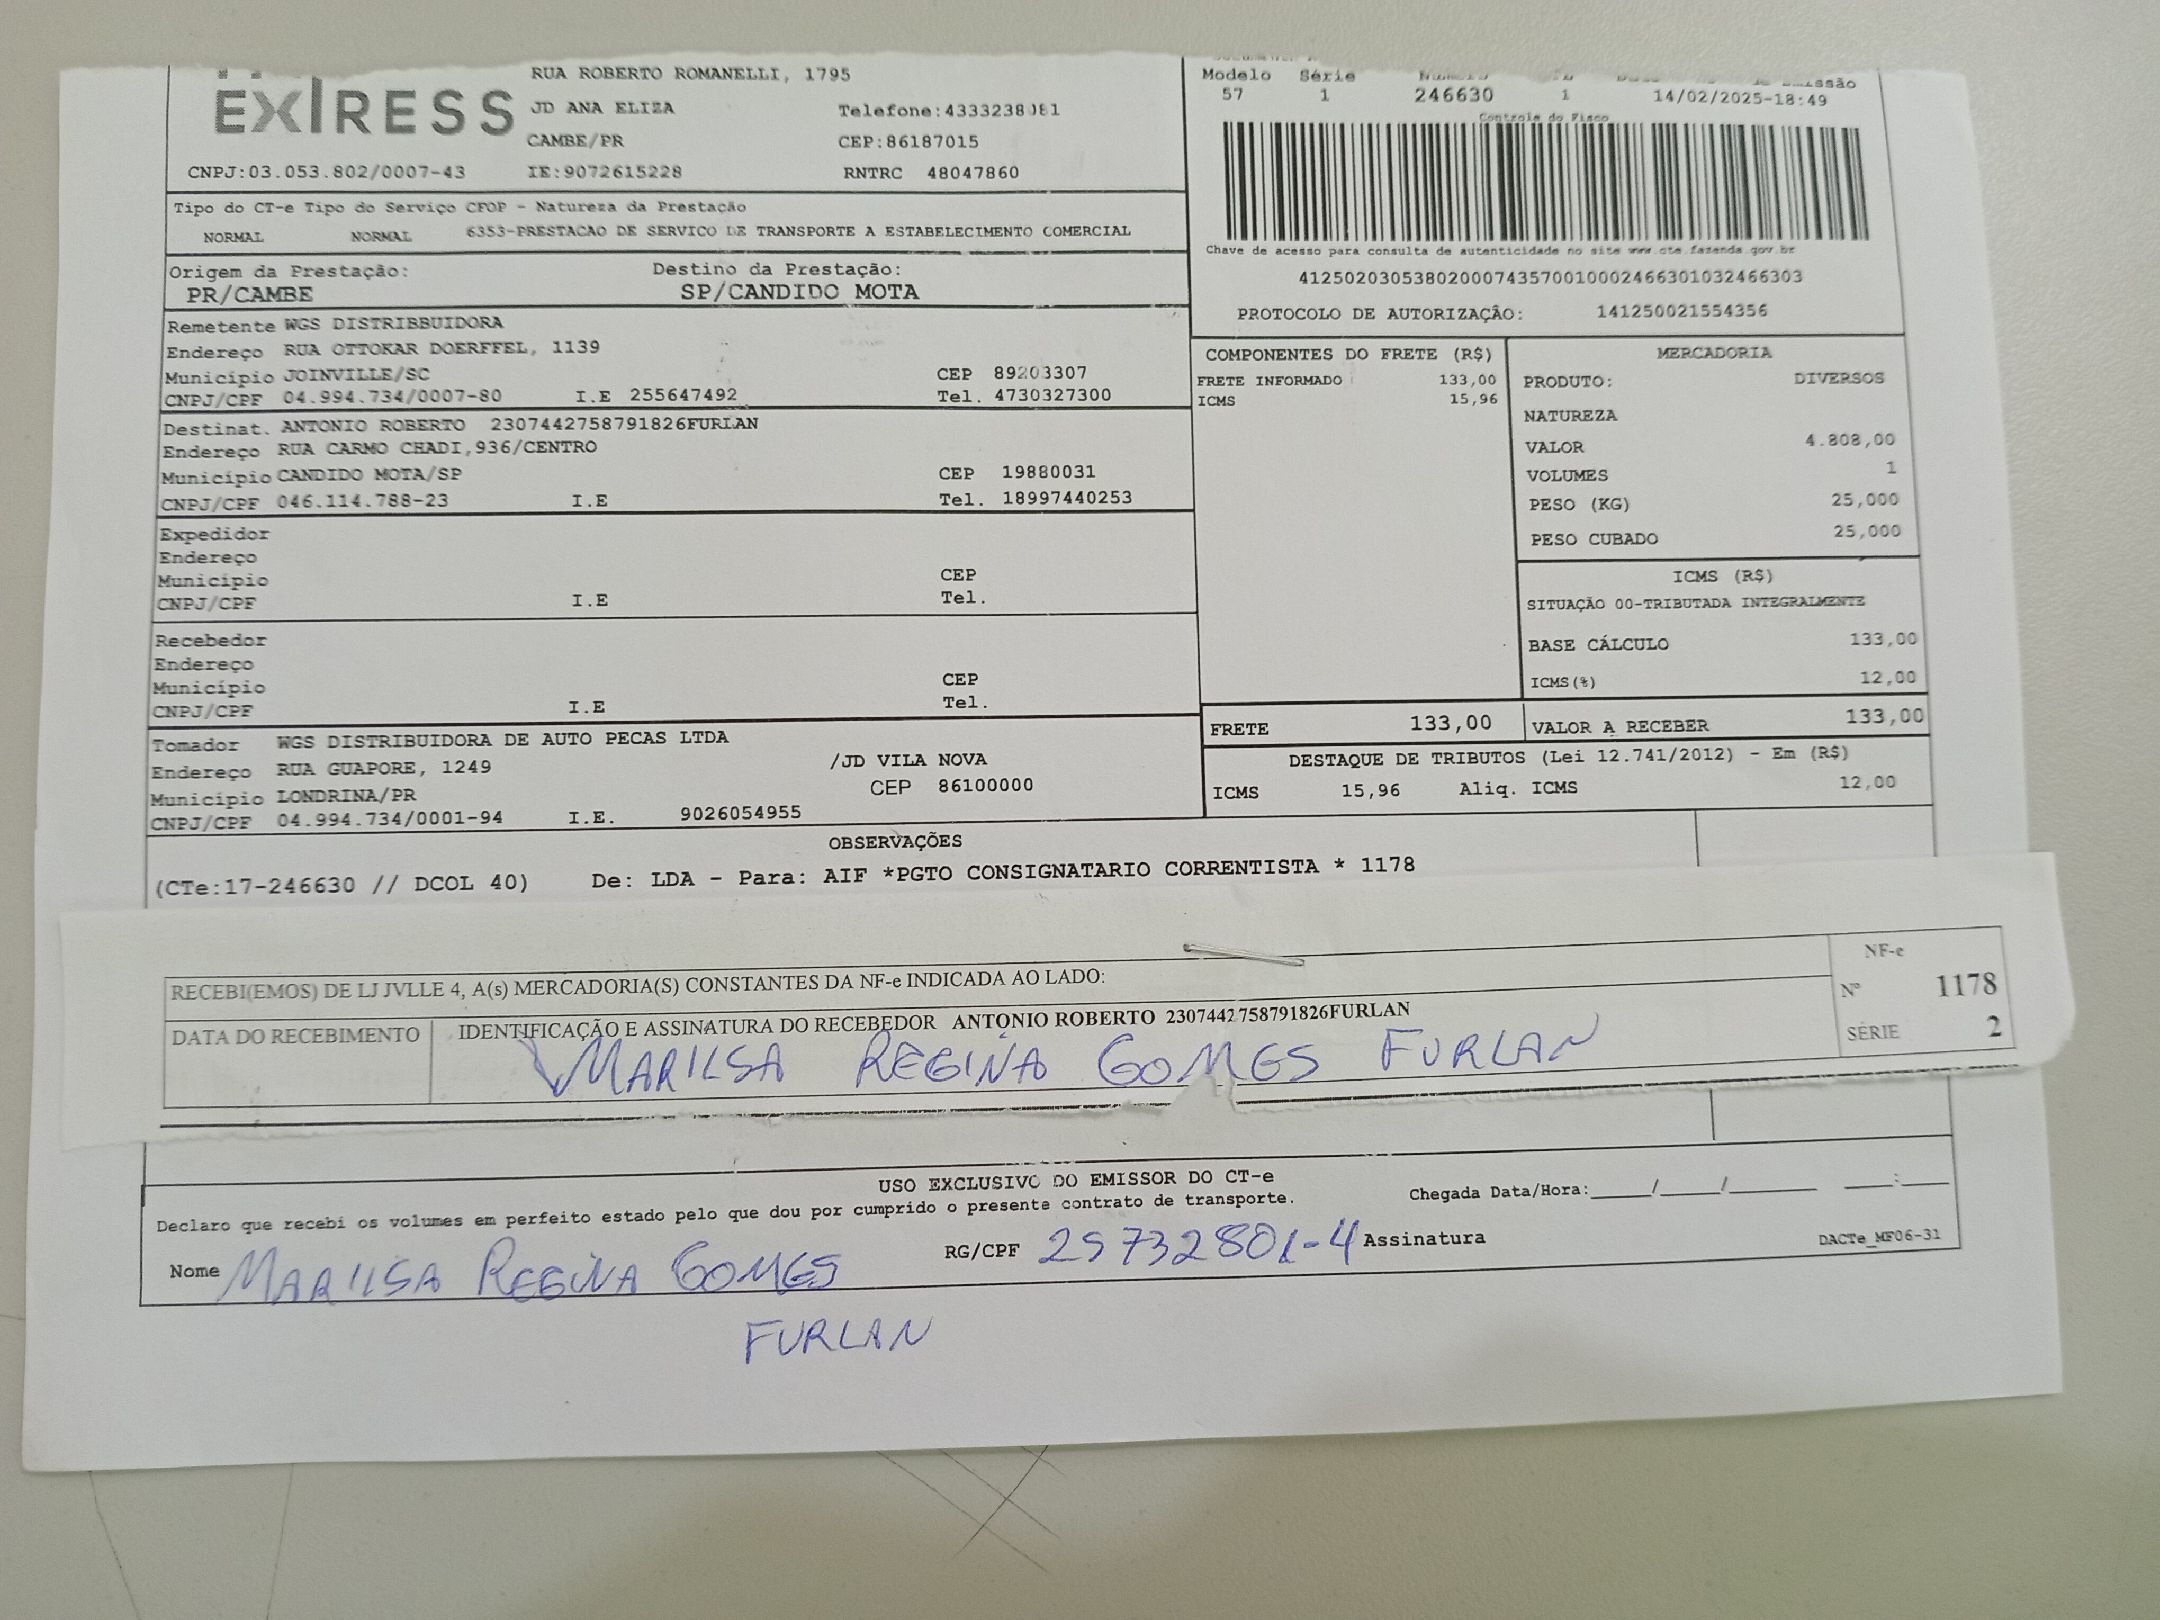 EXPRESS
RUA ROBERTO ROMANELLI, 1795
JD ANA ELIZA Telefone:4333238081
CAMBE/PR CEP:86187015
CNPJ:03.053.802/0007-43 IE:9072615228 RNTRC 48047860
Modelo Série Número FL Emissão
57 1 246630 1 14/02/2025-18:49
Controle do Fisco
Chave de acesso para consulta de autenticidade no site www.cte.fazenda.gov.br
41250203053802000743570010002466301032466303
PROTOCOLO DE AUTORIZAÇÃO: 141250021554356
Tipo do CT-e Tipo do Serviço CFOP - Natureza da Prestação
NORMAL NORMAL 6353-PRESTACAO DE SERVICO DE TRANSPORTE A ESTABELECIMENTO COMERCIAL
Origem da Prestação: Destino da Prestação:
PR/CAMBE SP/CANDIDO MOTA
Remetente WGS DISTRIBBUIDORA
Endereço RUA OTTOKAR DOERFFEL, 1139
Município JOINVILLE/SC CEP 89203307
CNPJ/CPF 04.994.734/0007-80 I.E 255647492 Tel. 4730327300
Destinat. ANTONIO ROBERTO 2307442758791826FURLAN
Endereço RUA CARMO CHADI,936/CENTRO
Município CANDIDO MOTA/SP CEP 19880031
CNPJ/CPF 046.114.788-23 I.E Tel. 18997440253
Expedidor
Endereço
Município CEP
CNPJ/CPF I.E Tel.
Recebedor
Endereço
Município CEP
CNPJ/CPF I.E Tel.
Tomador WGS DISTRIBUIDORA DE AUTO PECAS LTDA
Endereço RUA GUAPORE, 1249 /JD VILA NOVA
Município LONDRINA/PR CEP 86100000
CNPJ/CPF 04.994.734/0001-94 I.E. 9026054955
COMPONENTES DO FRETE (R$)
FRETE INFORMADO 133,00
ICMS 15,96
MERCADORIA
PRODUTO: DIVERSOS
NATUREZA
VALOR 4.808,00
VOLUMES 1
PESO (KG) 25,000
PESO CUBADO 25,000
ICMS (R$)
SITUAÇÃO 00-TRIBUTADA INTEGRALMENTE
BASE CÁLCULO 133,00
ICMS(%) 12,00
FRETE 133,00 VALOR A RECEBER 133,00
DESTAQUE DE TRIBUTOS (Lei 12.741/2012) - Em (R$)
ICMS 15,96 Aliq. ICMS 12,00
OBSERVAÇÕES
(CTe:17-246630 // DCOL 40) De: LDA - Para: AIF *PGTO CONSIGNATARIO CORRENTISTA * 1178
RECEBI(EMOS) DE LJ JVLLE 4, A(s) MERCADORIA(S) CONSTANTES DA NF-e INDICADA AO LADO:
DATA DO RECEBIMENTO IDENTIFICAÇÃO E ASSINATURA DO RECEBEDOR ANTONIO ROBERTO 2307442758791826FURLAN
MARILSA REGINA GOMES FURLAN
NF-e
Nº 1178
SÉRIE 2
USO EXCLUSIVO DO EMISSOR DO CT-e
Declaro que recebi os volumes em perfeito estado pelo que dou por cumprido o presente contrato de transporte. Chegada Data/Hora:_____/_____/_______ ____:____
Nome MARILSA REGINA GOMES RG/CPF 25732801-4 Assinatura DACTe_MF06-31
FURLAN